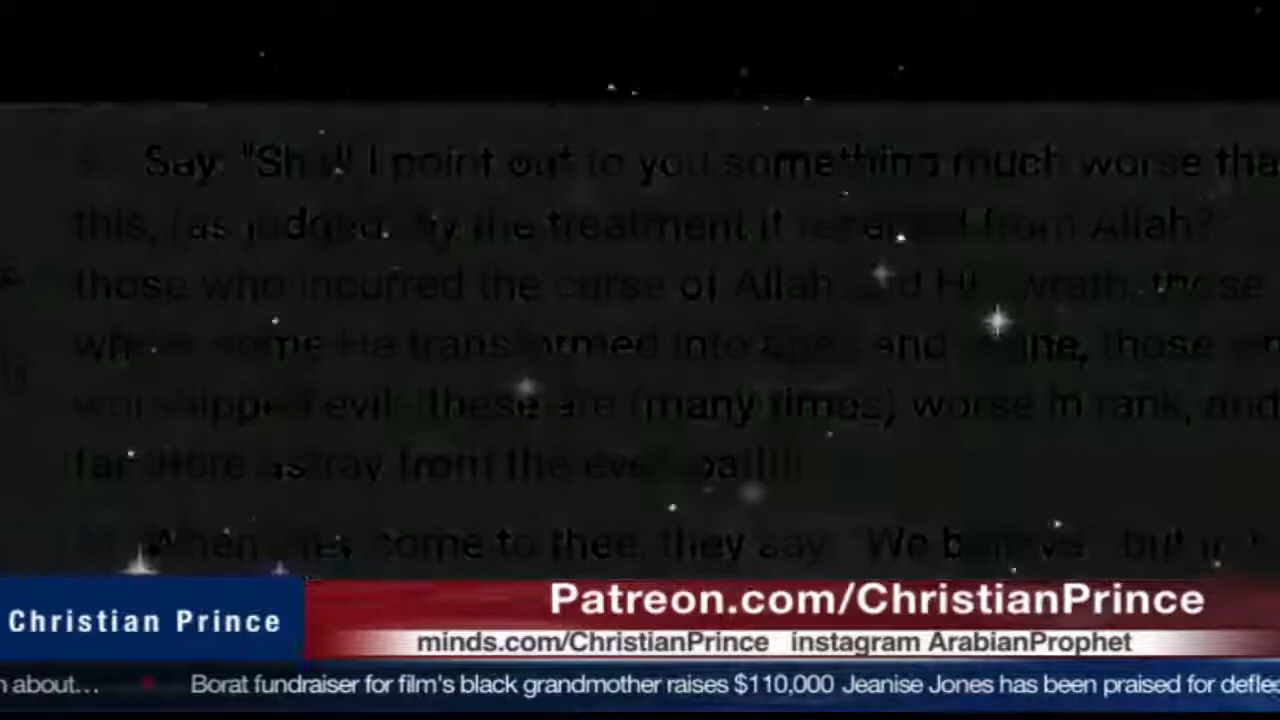 Say: "Shall I point out to you something much worse tha
this, (as judged) by the treatment it received from Allah?
those who incurred the curse of Allah and His wrath, those
whom some He transformed into apes and swine, those
worshipped evil; these are (many times) worse in rank, and
far more astray from the even path!"
When they come to thee, they say: "We believe" but
Christian Prince
Patreon.com/ChristianPrince
minds.com/ChristianPrince instagram ArabianProphet
n about... Borat fundraiser for film's black grandmother raises $110,000 Jeanise Jones has been praised for defle